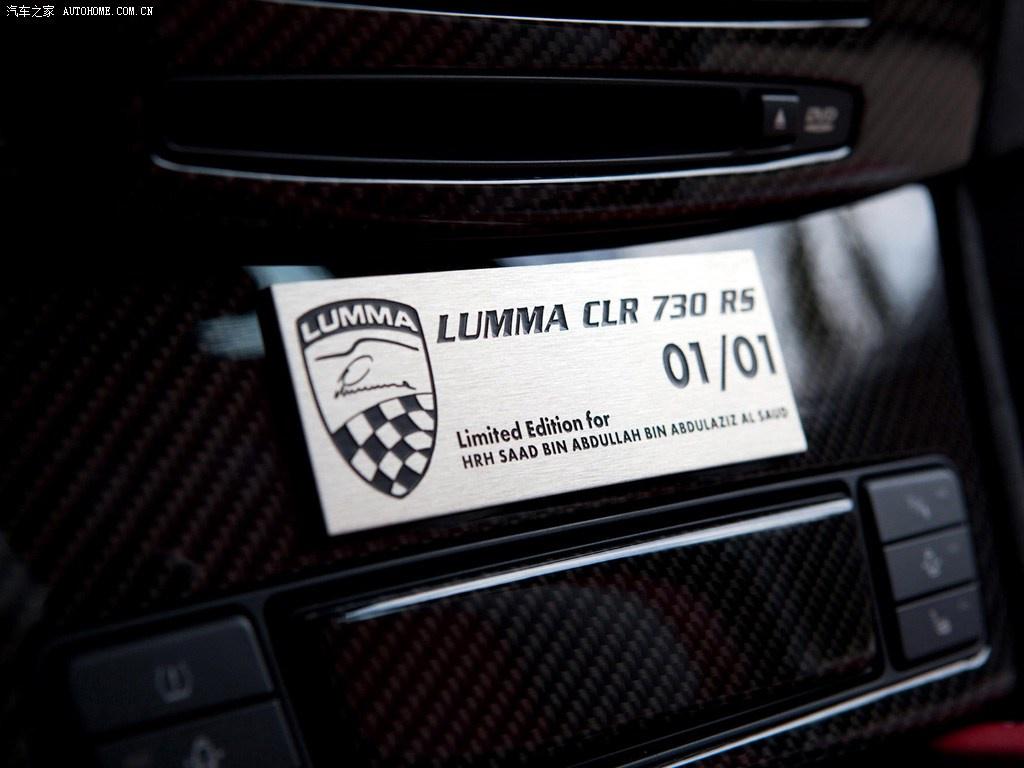 汽车之家 AUTOHOME.COM.CN
DVD
LUMMA
LUMMA CLR 730 RS
01/01
Limited Edition for
HRH SAAD BIN ABDULLAH BIN ABDULAZIZ AL SAUD